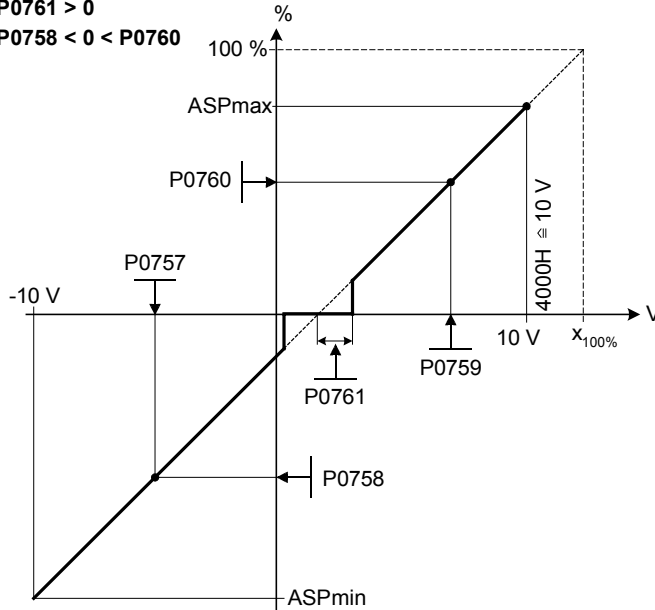 P0761 > 0
P0758 < 0 < P0760
%
100 %
ASPmax
P0760
4000H ≙ 10 V
P0757
-10 V
V
10 V
x100%
P0759
P0761
P0758
ASPmin